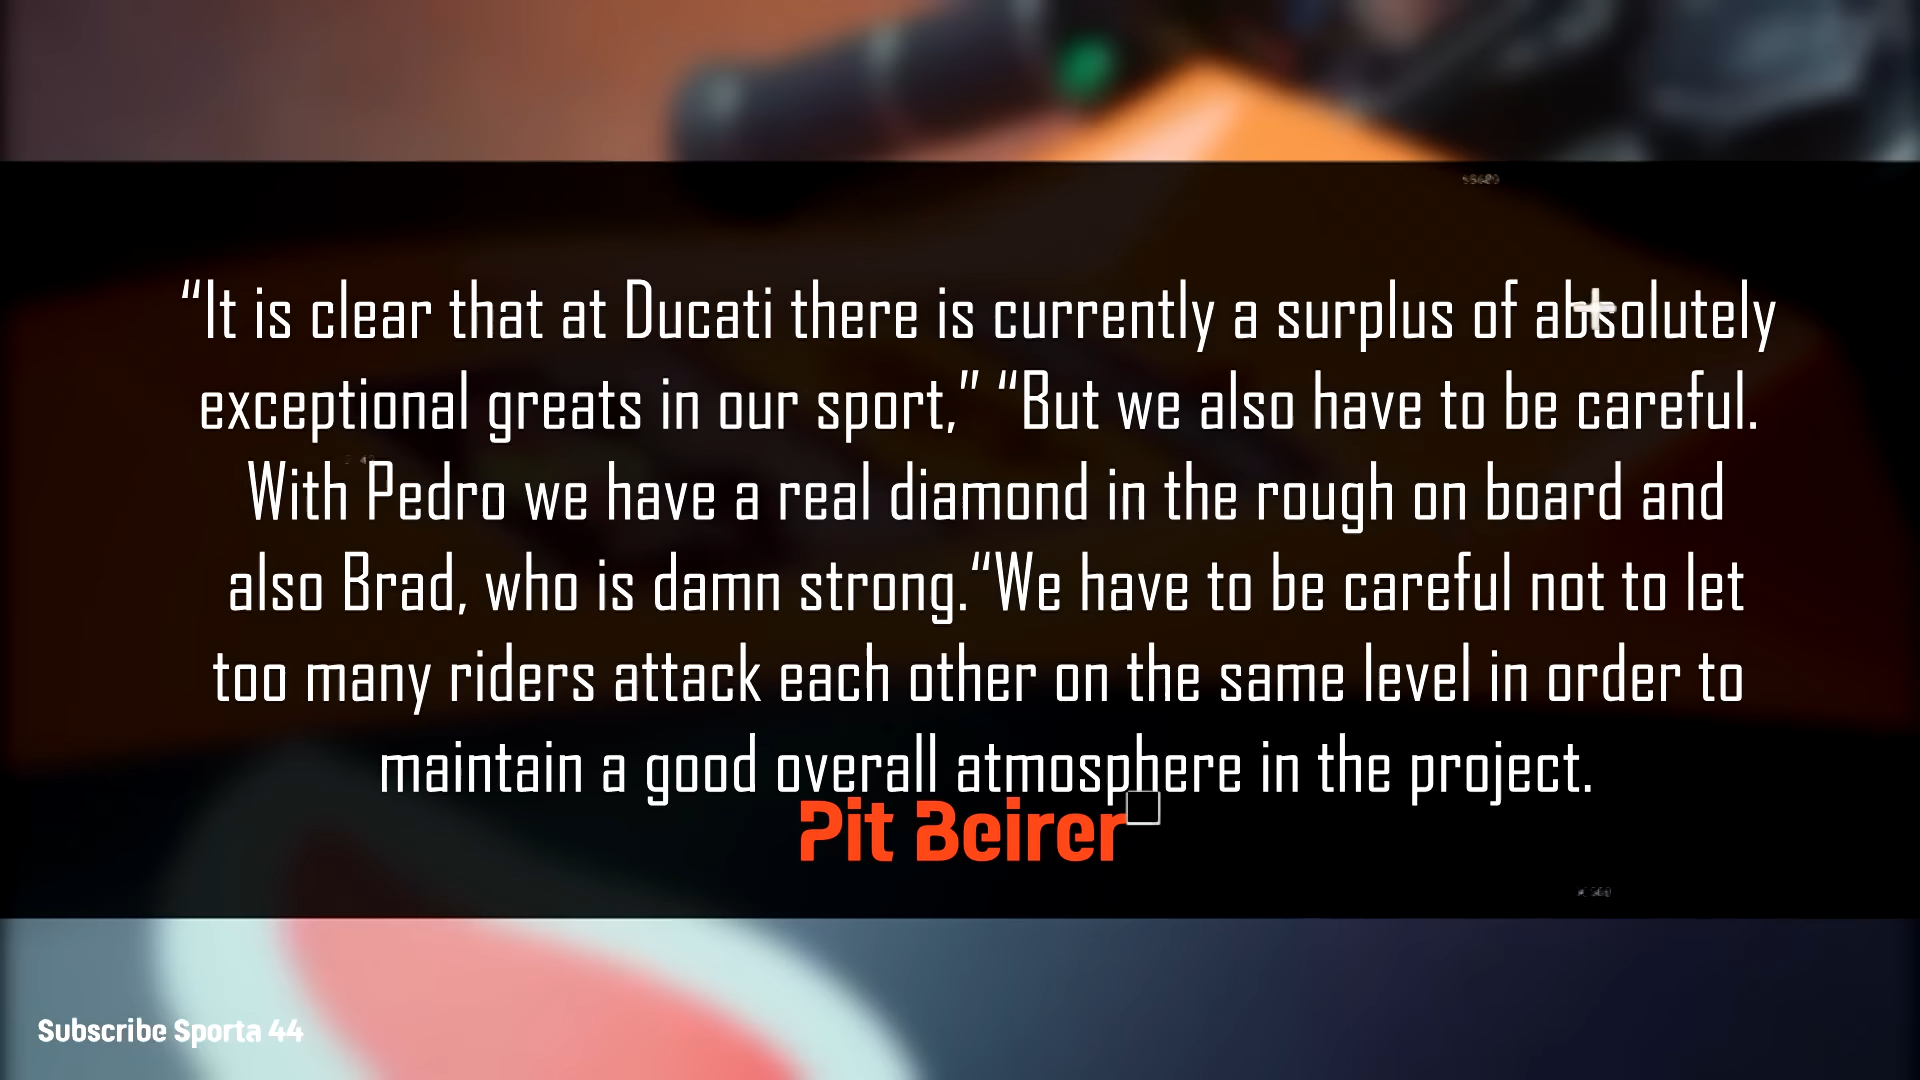 “It is clear that at Ducati there is currently a surplus of absolutely
exceptional greats in our sport,” “But we also have to be careful.
With Pedro we have a real diamond in the rough on board and
also Brad, who is damn strong.“We have to be careful not to let
too many riders attack each other on the same level in order to
maintain a good overall atmosphere in the project.
Pit Beirer
Subscribe Sporta 44